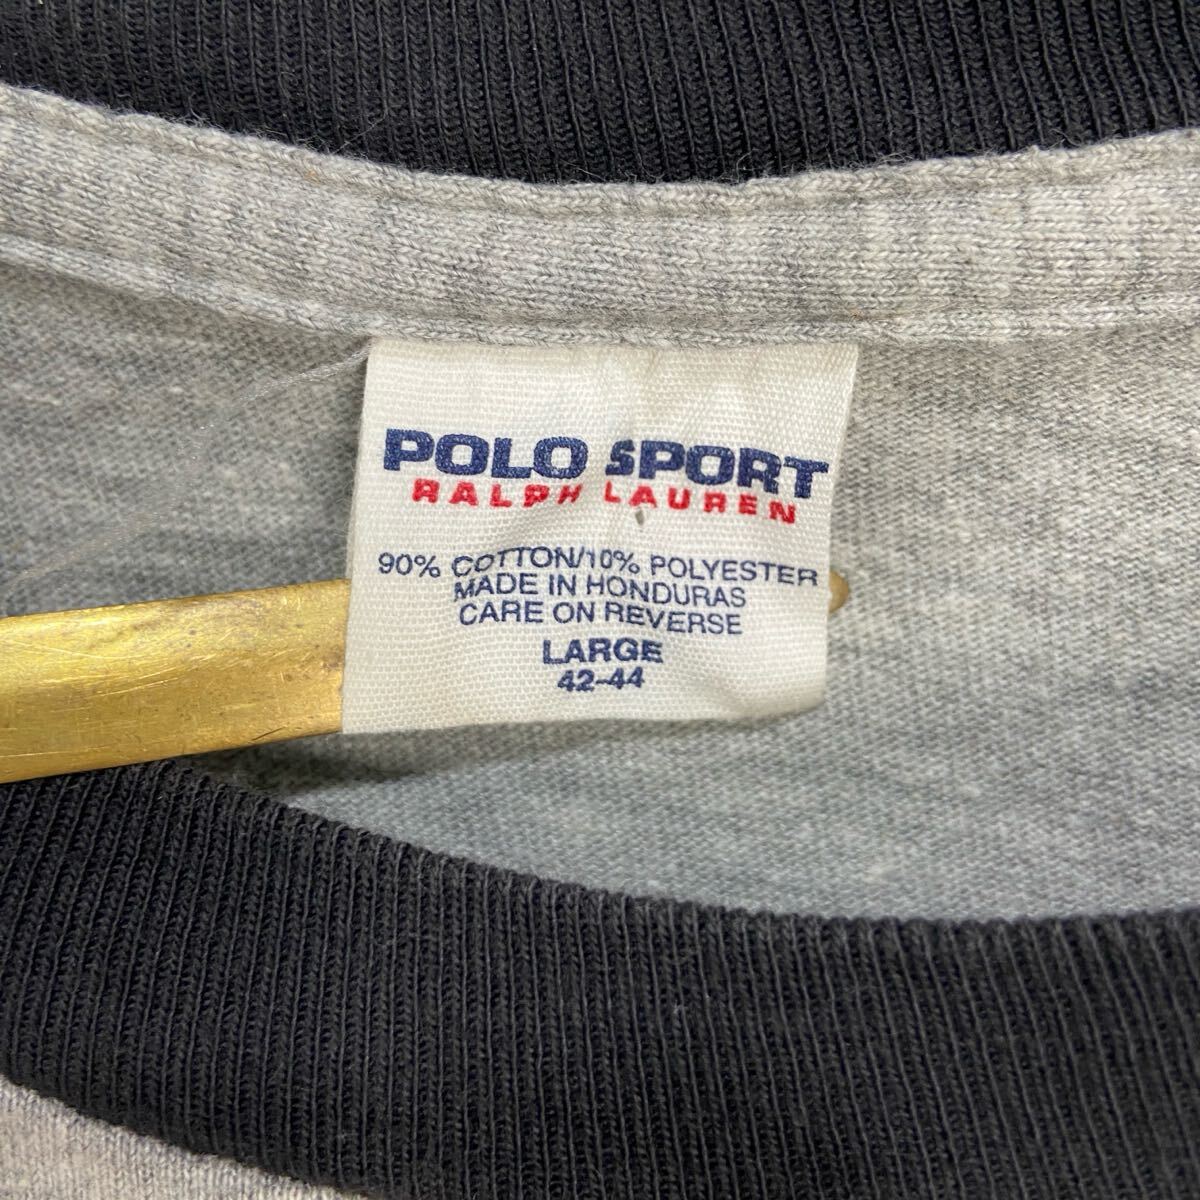 POLO SPORT
RALPH LAUREN
90% COTTON/10% POLYESTER
MADE IN HONDURAS
CARE ON REVERSE
LARGE
42-44